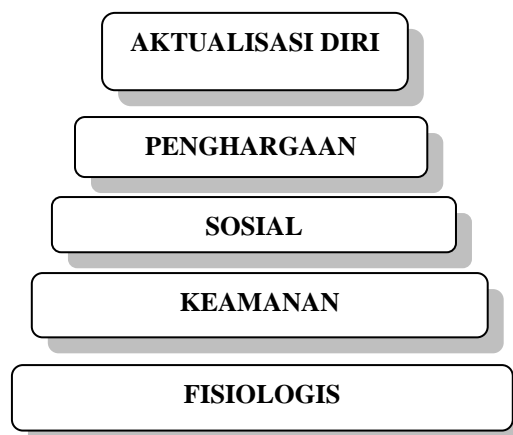 AKTUALISASI DIRI
PENGHARGAAN
SOSIAL
KEAMANAN
FISIOLOGIS